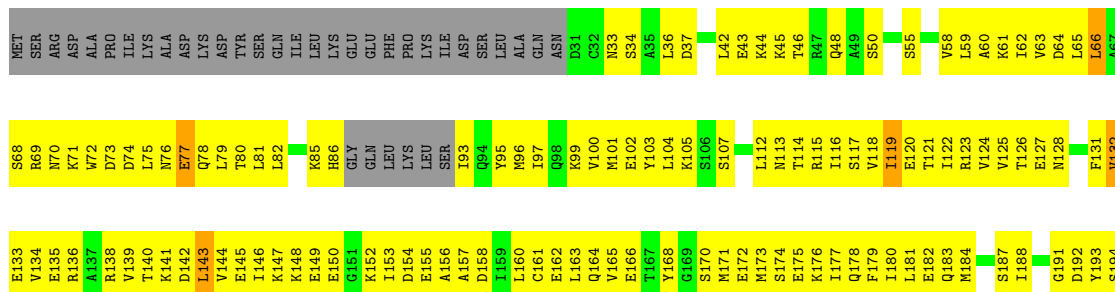 MET SER ARG ASP ALA PRO ILE LYS ALA ASP LYS ASP TYR SER GLN ILE LEU LYS GLU GLU PHE PRO LYS ILE ASP SER LEU ALA GLN ASN D31 C32 N33 S34 A35 L36 D37 L42 E43 K44 K45 T46 R47 Q48 A49 S50 S55 V58 L59 A60 K61 I62 V63 D64 L65 L66 A67
S68 R69 N70 K71 W72 D73 D74 L75 N76 E77 Q78 L79 T80 L81 L82 K85 H86 GLY GLN LEU LYS LEU SER I93 Q94 Y95 M96 I97 Q98 K99 V100 M101 E102 Y103 L104 K105 S106 S107 L112 N113 T114 R115 I116 S117 V118 I119 E120 T121 I122 R123 V124 V125 T126 E127 N128 F131 V132
E133 V134 E135 R136 A137 R138 V139 T140 K141 D142 L143 V144 E145 I146 K147 K148 E149 E150 G151 K152 I153 D154 E155 A156 A157 D158 I159 L160 C161 E162 L163 Q164 V165 E166 T167 Y168 G169 S170 M171 E172 M173 S174 E175 K176 I177 Q178 F179 I180 L181 E182 Q183 M184 S187 I188 G191 D192 Y193